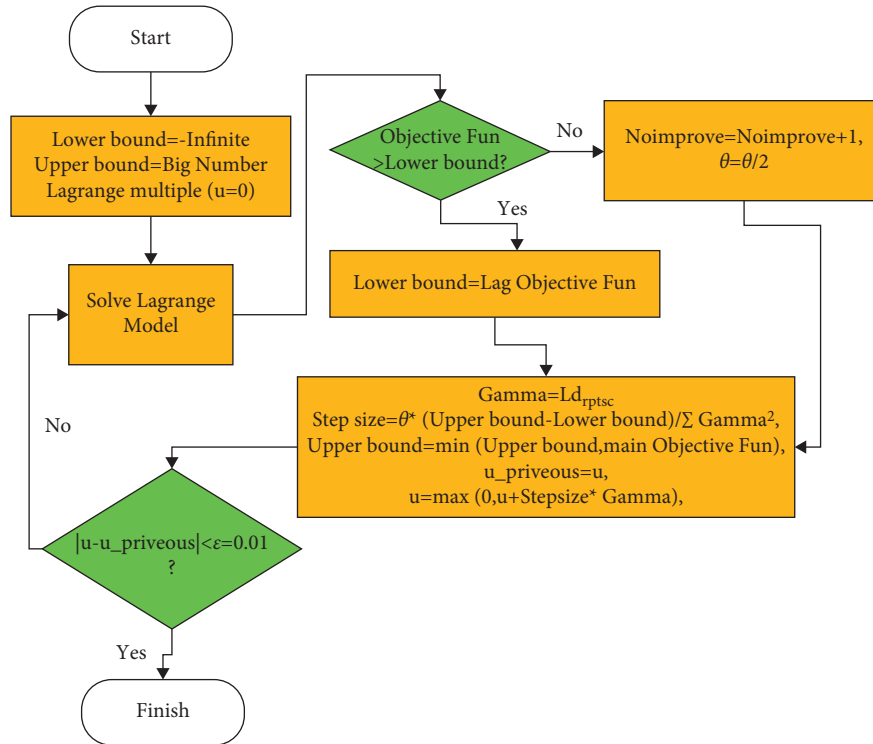 Start
Lower bound=-Infinite
Upper bound=Big Number
Lagrange multiple (u=0)
Solve Lagrange
Model
Objective Fun
>Lower bound?
No
Noimprove=Noimprove+1,
θ=θ/2
Yes
Lower bound=Lag Objective Fun
Gamma=Ld_rptsc
Step size=θ* (Upper bound-Lower bound)/∑ Gamma²,
Upper bound=min (Upper bound,main Objective Fun),
u_priveous=u,
u=max (0,u+Stepsize* Gamma),
No
|u-u_priveous|<ε=0.01
?
Yes
Finish